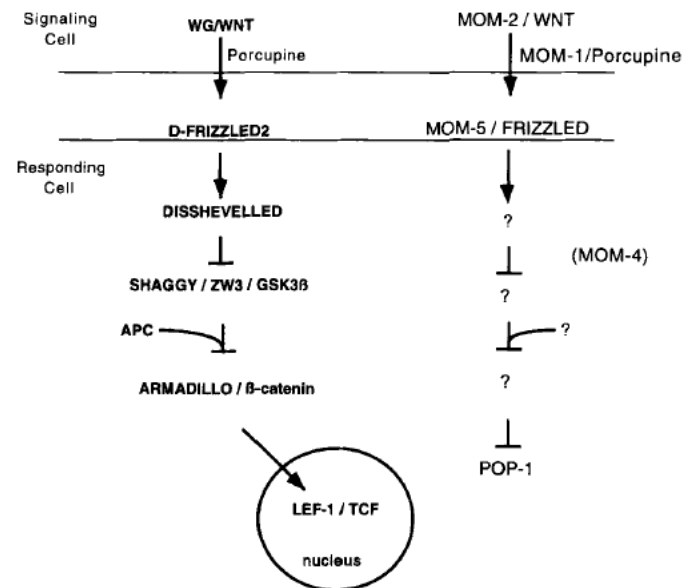 Signaling
Cell
WG/WNT
Porcupine
MOM-2 / WNT
MOM-1/Porcupine
D-FRIZZLED2
MOM-5 / FRIZZLED
Responding
Cell
DISSHEVELLED
?
(MOM-4)
SHAGGY / ZW3 / GSK3ß
?
APC
?
ARMADILLO / ß-catenin
?
POP-1
LEF-1 / TCF
nucleus